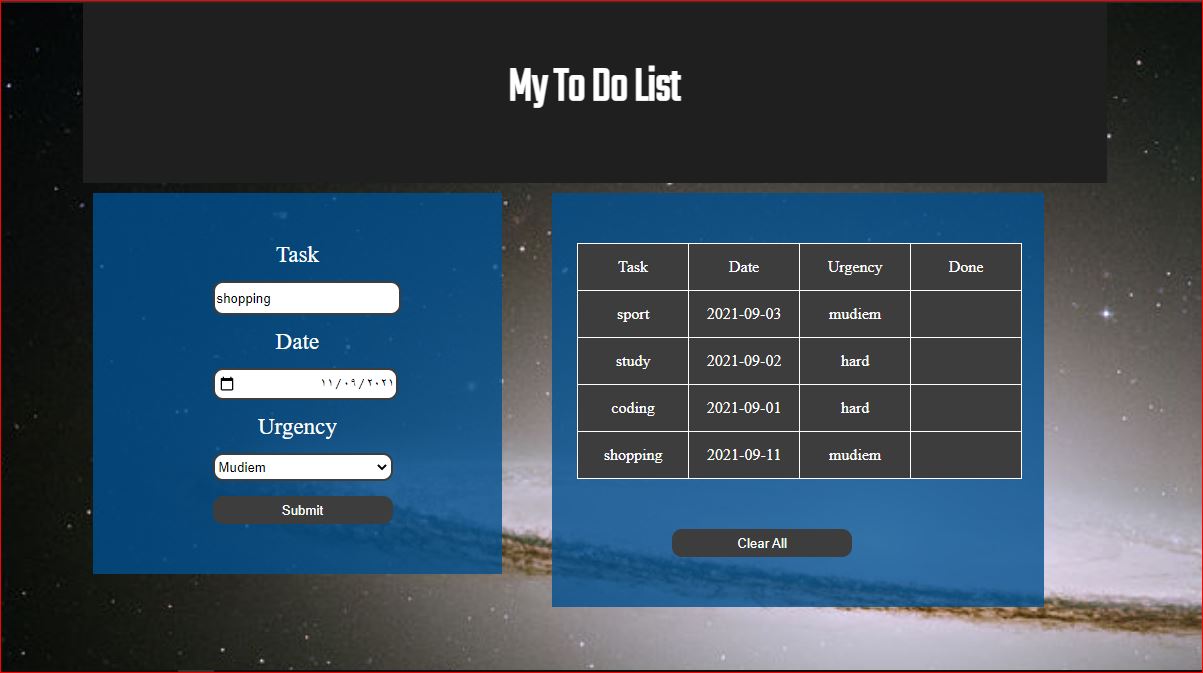 My To Do List
Task
shopping
Date
١١/٠٩/٢٠٢١
Urgency
Mudiem
Submit
Task Date Urgency Done
sport 2021-09-03 mudiem
study 2021-09-02 hard
coding 2021-09-01 hard
shopping 2021-09-11 mudiem
Clear All